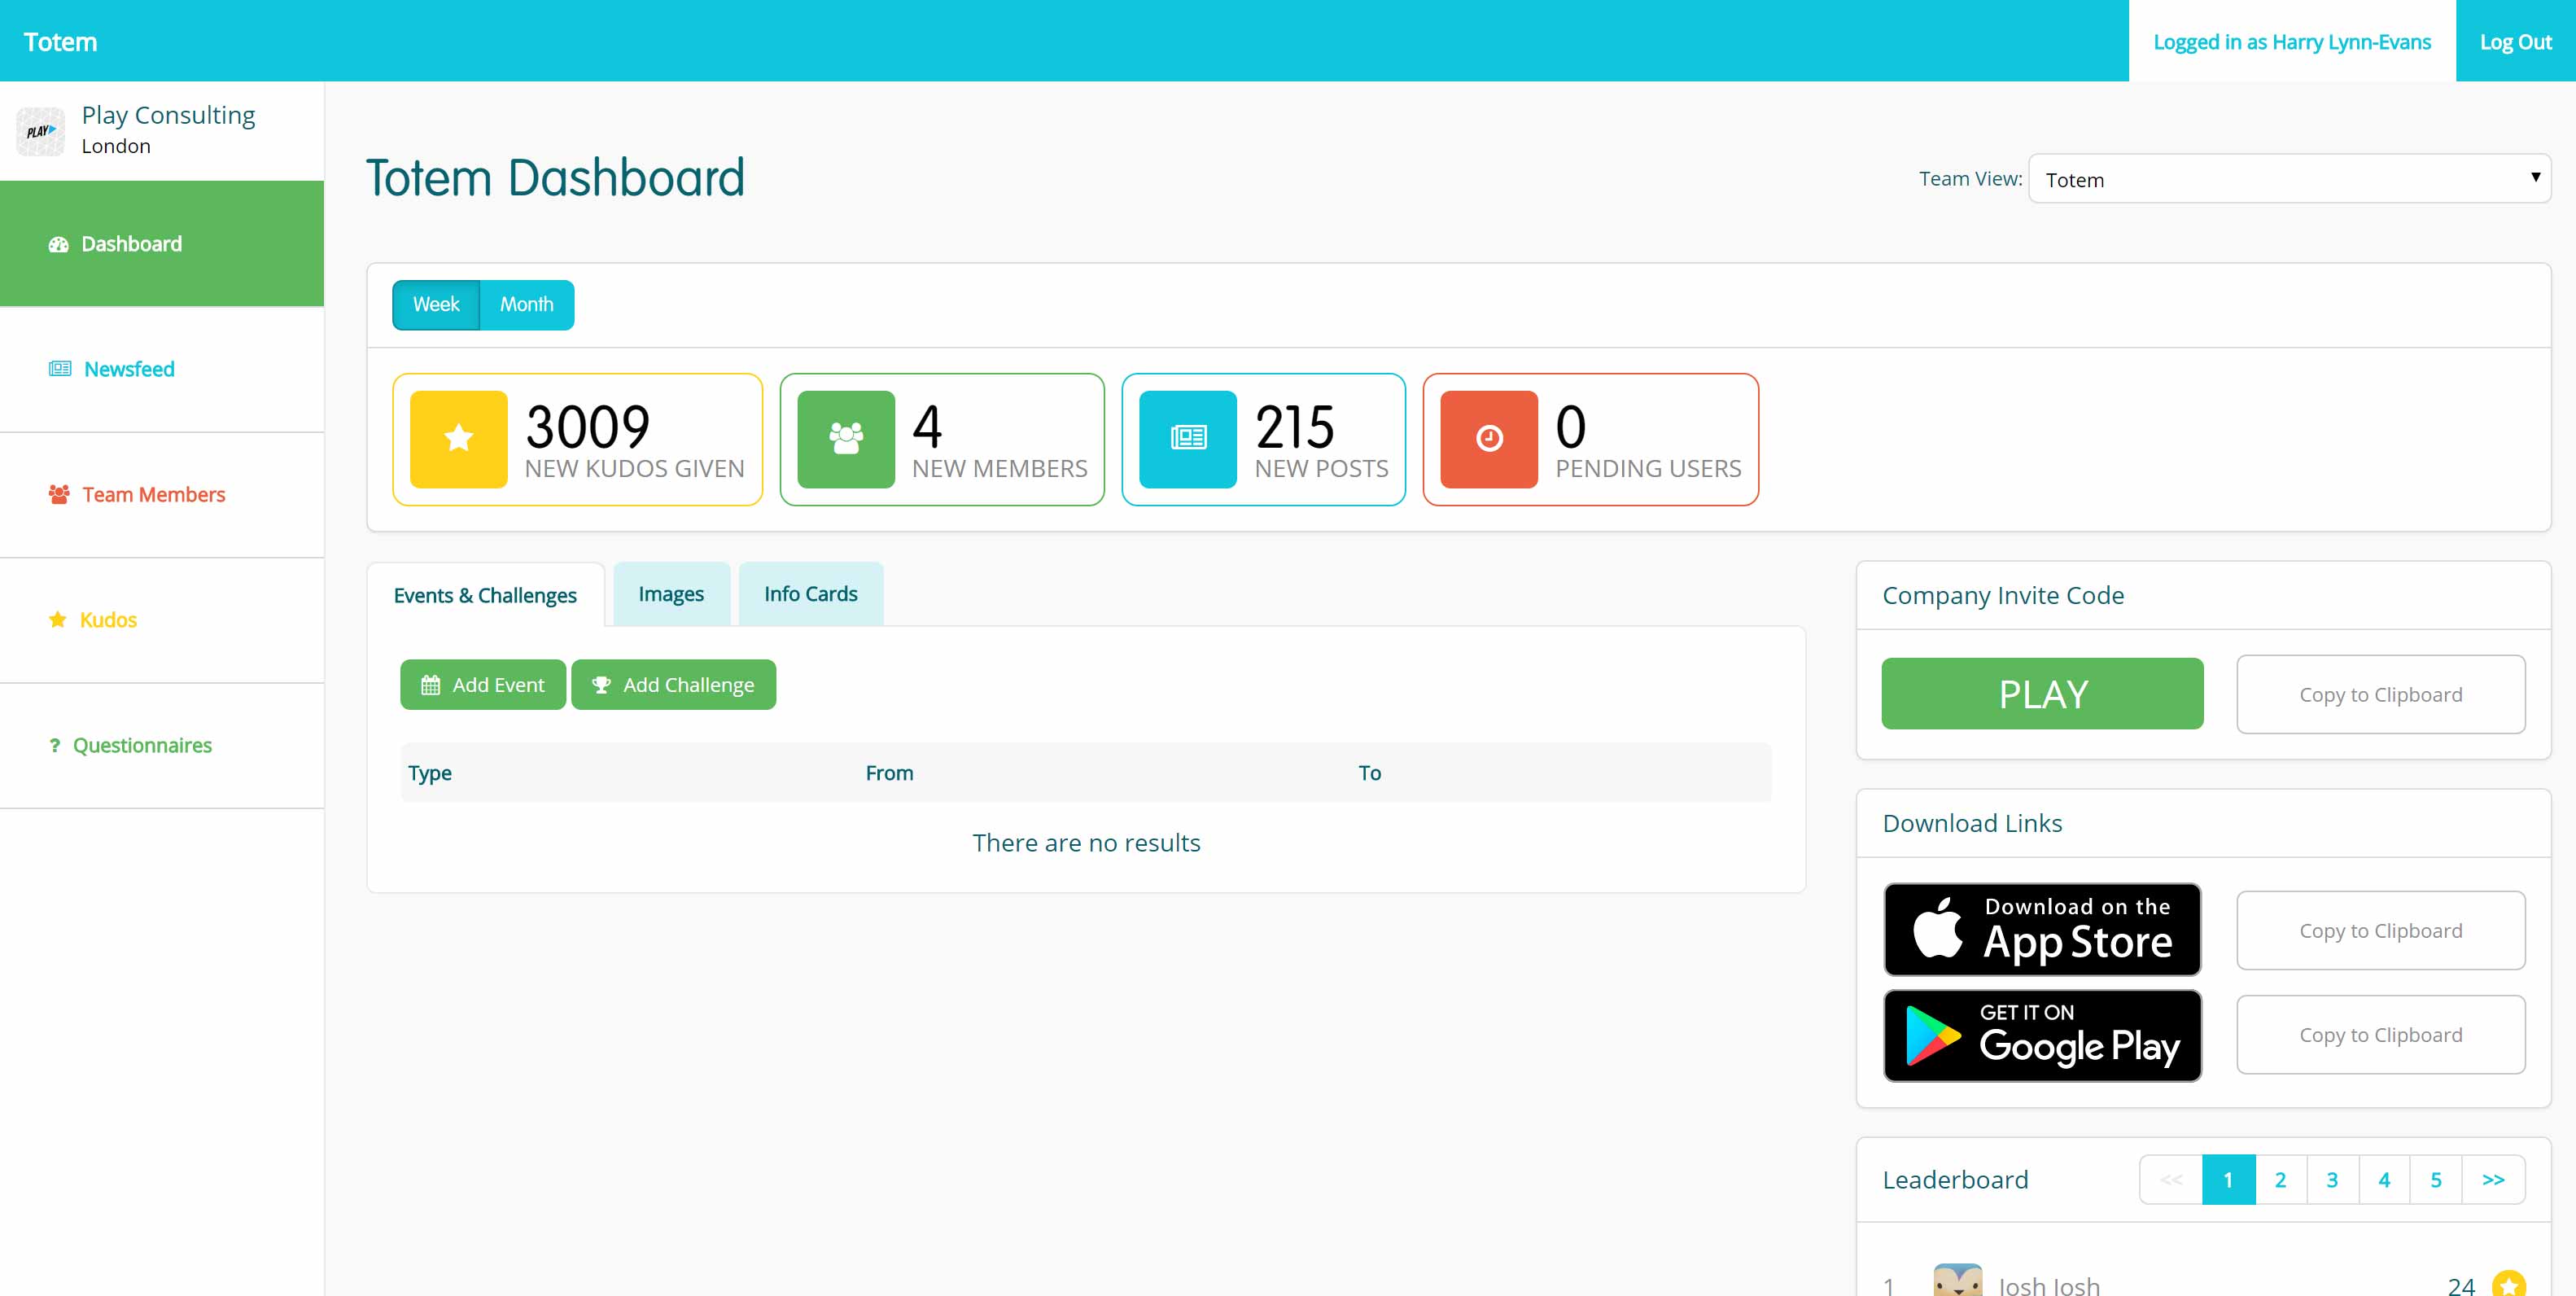 Totem
Logged in as Harry Lynn-Evans
Log Out
PLAY
Play Consulting
London
Dashboard
Newsfeed
Team Members
Kudos
? Questionnaires
Totem Dashboard
Team View:
Totem
Week
Month
3009
NEW KUDOS GIVEN
4
NEW MEMBERS
215
NEW POSTS
0
PENDING USERS
Events & Challenges
Images
Info Cards
Add Event
Add Challenge
Type
From
To
There are no results
Company Invite Code
PLAY
Copy to Clipboard
Download Links
Download on the
App Store
Copy to Clipboard
GET IT ON
Google Play
Copy to Clipboard
Leaderboard
<<
1
2
3
4
5
>>
1
Josh Josh
24